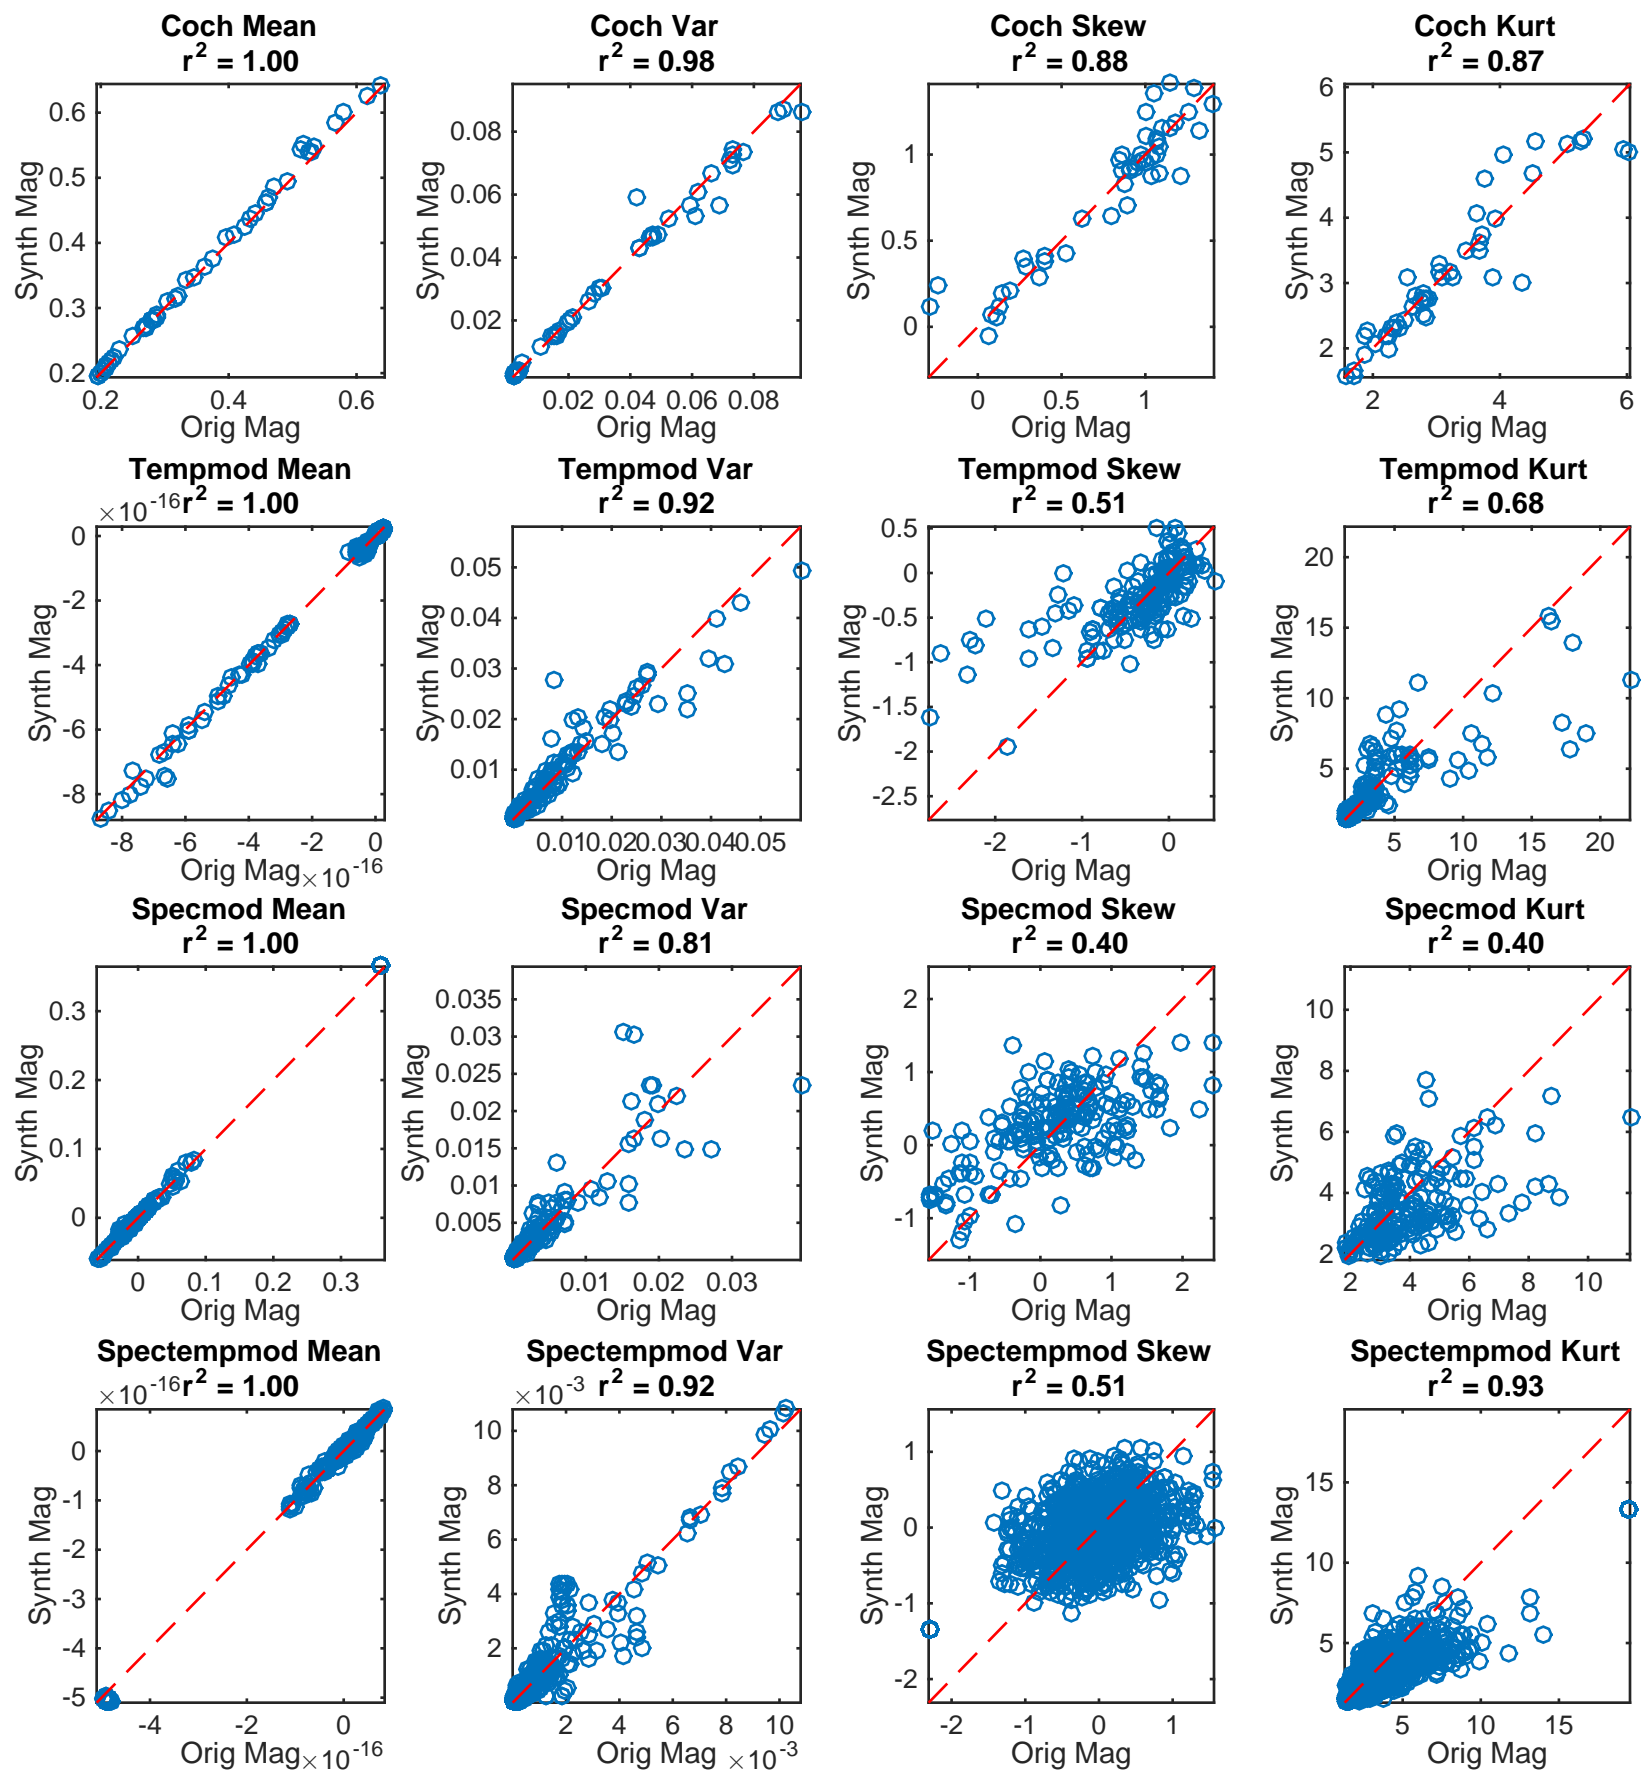 Coch Mean
r² = 1.00
Synth Mag
0.6
0.5
0.4
0.3
0.2
0.2 0.4 0.6
Orig Mag
Coch Var
r² = 0.98
Synth Mag
0.08
0.06
0.04
0.02
0.02 0.04 0.06 0.08
Orig Mag
Coch Skew
r² = 0.88
Synth Mag
1
0.5
0
0 0.5 1
Orig Mag
Coch Kurt
r² = 0.87
Synth Mag
6
5
4
3
2
2 4 6
Orig Mag
Tempmod Mean
×10⁻¹⁶ r² = 1.00
Synth Mag
0
-2
-4
-6
-8
-8 -6 -4 -2 0
Orig Mag ×10⁻¹⁶
Tempmod Var
r² = 0.92
Synth Mag
0.05
0.04
0.03
0.02
0.01
0.01 0.02 0.03 0.04 0.05
Orig Mag
Tempmod Skew
r² = 0.51
Synth Mag
0.5
0
-0.5
-1
-1.5
-2
-2.5
-2 -1 0
Orig Mag
Tempmod Kurt
r² = 0.68
Synth Mag
20
15
10
5
5 10 15 20
Orig Mag
Specmod Mean
r² = 1.00
Synth Mag
0.3
0.2
0.1
0
0 0.1 0.2 0.3
Orig Mag
Specmod Var
r² = 0.81
Synth Mag
0.035
0.03
0.025
0.02
0.015
0.01
0.005
0.01 0.02 0.03
Orig Mag
Specmod Skew
r² = 0.40
Synth Mag
2
1
0
-1
-1 0 1 2
Orig Mag
Specmod Kurt
r² = 0.40
Synth Mag
10
8
6
4
2
2 4 6 8 10
Orig Mag
Spectempmod Mean
×10⁻¹⁶ r² = 1.00
Synth Mag
0
-1
-2
-3
-4
-5
-4 -2 0
Orig Mag ×10⁻¹⁶
Spectempmod Var
×10⁻³ r² = 0.92
Synth Mag
10
8
6
4
2
2 4 6 8 10
Orig Mag ×10⁻³
Spectempmod Skew
r² = 0.51
Synth Mag
1
0
-1
-2
-2 -1 0 1
Orig Mag
Spectempmod Kurt
r² = 0.93
Synth Mag
15
10
5
5 10 15
Orig Mag